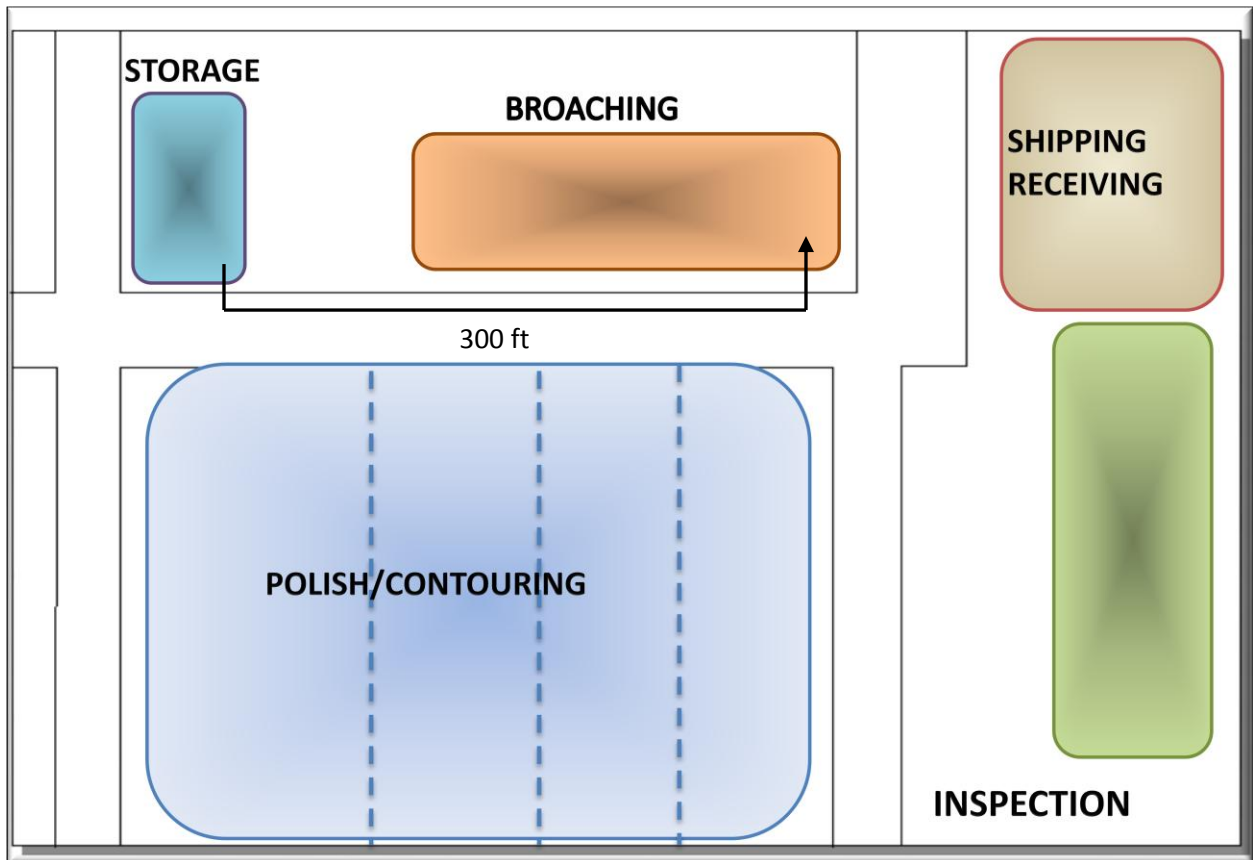 STORAGE
BROACHING
SHIPPING
RECEIVING
300 ft
POLISH/CONTOURING
INSPECTION